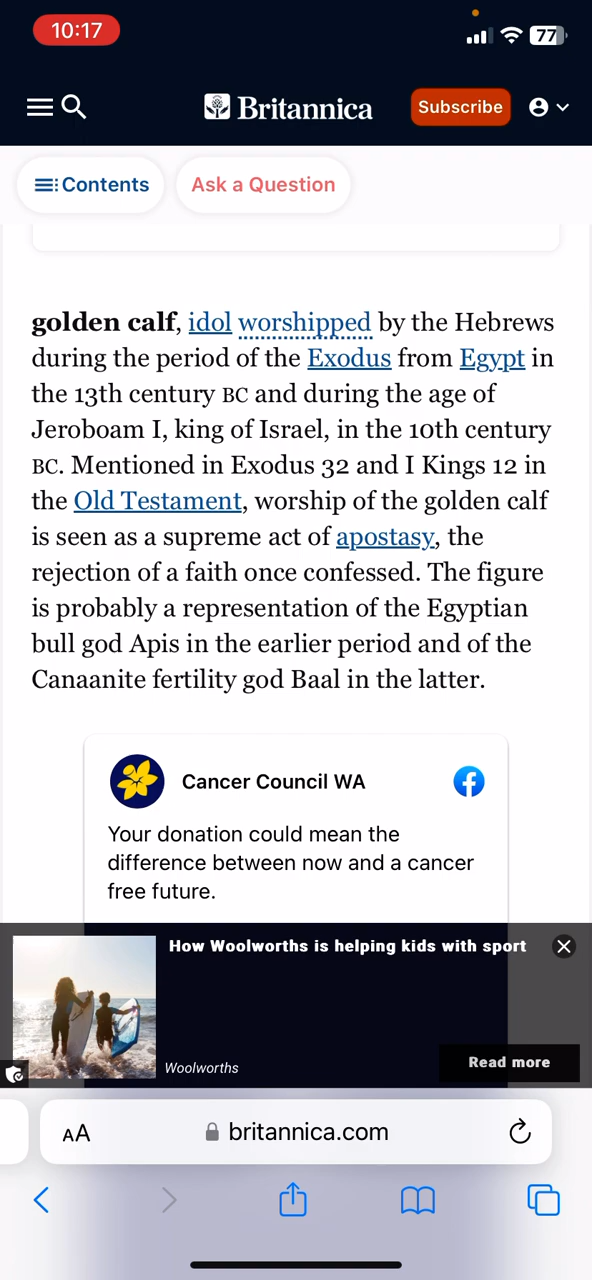 10:17
77
Britannica
Subscribe
Contents
Ask a Question
golden calf, idol worshipped by the Hebrews
during the period of the Exodus from Egypt in
the 13th century BC and during the age of
Jeroboam I, king of Israel, in the 10th century
BC. Mentioned in Exodus 32 and I Kings 12 in
the Old Testament, worship of the golden calf
is seen as a supreme act of apostasy, the
rejection of a faith once confessed. The figure
is probably a representation of the Egyptian
bull god Apis in the earlier period and of the
Canaanite fertility god Baal in the latter.
Cancer Council WA
Your donation could mean the
difference between now and a cancer
free future.
How Woolworths is helping kids with sport
Woolworths
Read more
AA
britannica.com